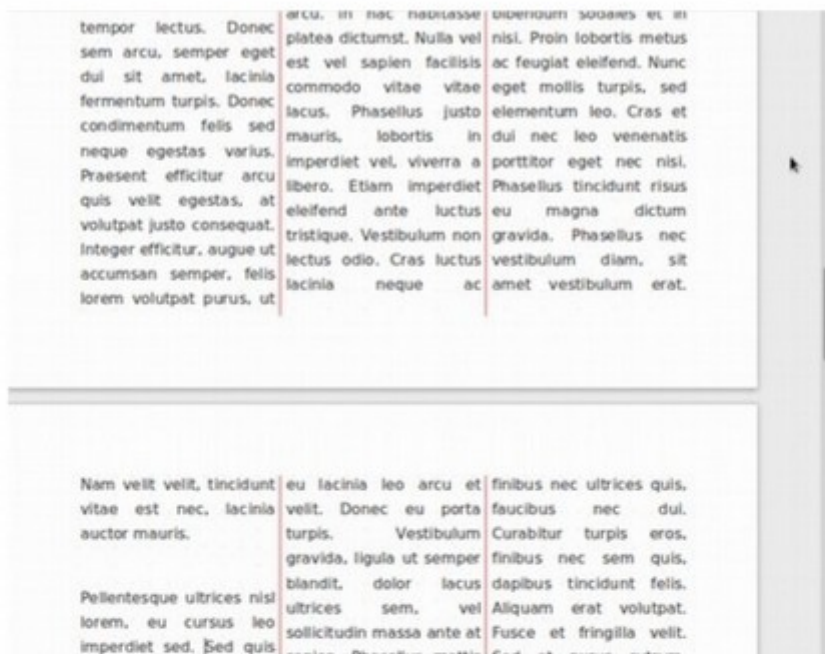 tempor lectus. Donec
sem arcu, semper eget
dui sit amet, lacinia
fermentum turpis. Donec
condimentum felis sed
neque egestas varius.
Praesent efficitur arcu
quis velit egestas, at
volutpat justo consequat.
Integer efficitur, augue ut
accumsan semper, felis
lorem volutpat purus, ut
arcu. In hac habitasse
platea dictumst. Nulla vel
est vel sapien facilisis
commodo vitae vitae
lacus. Phasellus justo
mauris, lobortis in
imperdiet vel, viverra a
libero. Etiam imperdiet
eleifend ante luctus
tristique. Vestibulum non
lectus odio. Cras luctus
lacinia neque ac
bibendum sodales et in
nisi. Proin lobortis metus
ac feugiat eleifend. Nunc
eget mollis turpis, sed
elementum leo. Cras et
dui nec leo venenatis
porttitor eget nec nisi.
Phasellus tincidunt risus
eu magna dictum
gravida. Phasellus nec
vestibulum diam, sit
amet vestibulum erat.
Nam velit velit, tincidunt
vitae est nec, lacinia
auctor mauris.
Pellentesque ultrices nisl
lorem, eu cursus leo
imperdiet sed. Sed quis
eu lacinia leo arcu et
velit. Donec eu porta
turpis. Vestibulum
gravida, ligula ut semper
blandit, dolor lacus
ultrices sem, vel
sollicitudin massa ante at
finibus nec ultrices quis,
faucibus nec dui.
Curabitur turpis eros,
finibus nec sem quis,
dapibus tincidunt felis.
Aliquam erat volutpat.
Fusce et fringilla velit.